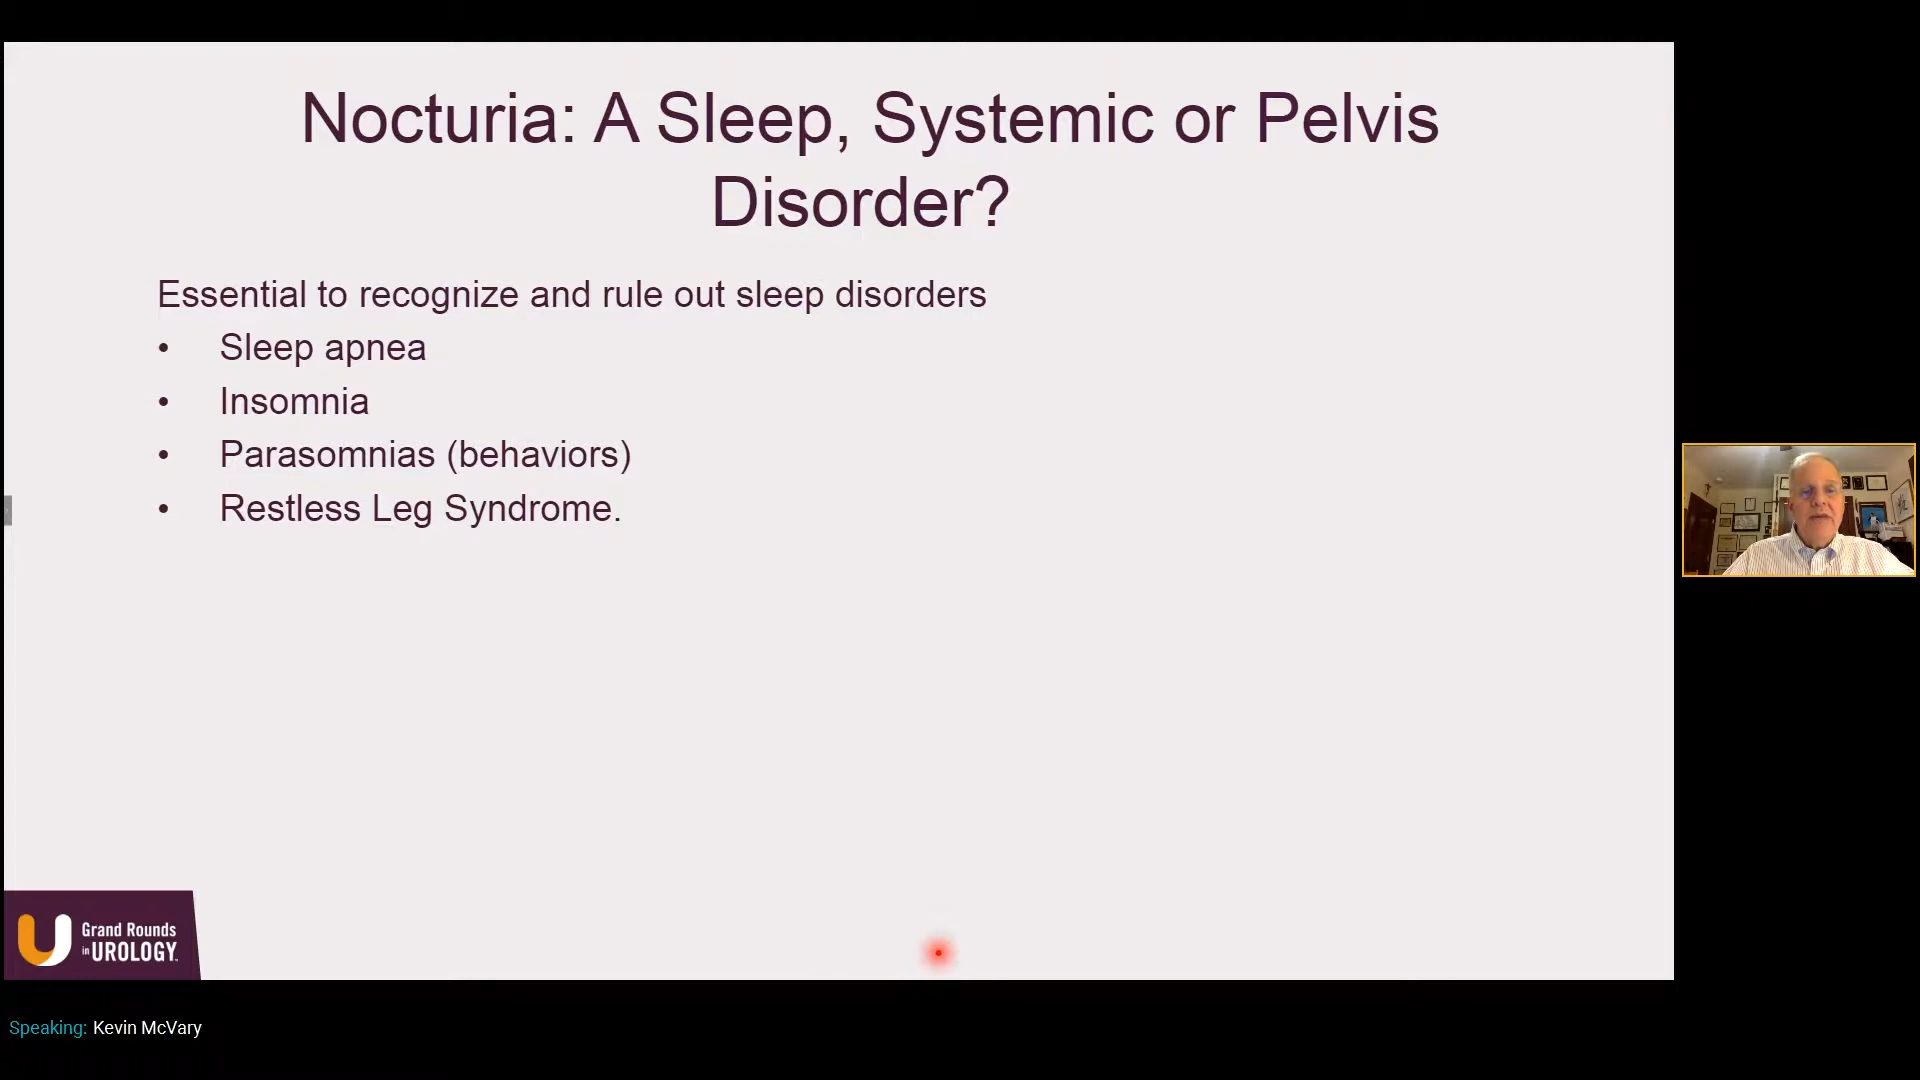 Nocturia: A Sleep, Systemic or Pelvis
Disorder?
Essential to recognize and rule out sleep disorders
• Sleep apnea
• Insomnia
• Parasomnias (behaviors)
• Restless Leg Syndrome.
Grand Rounds
in UROLOGY
Speaking: Kevin McVary